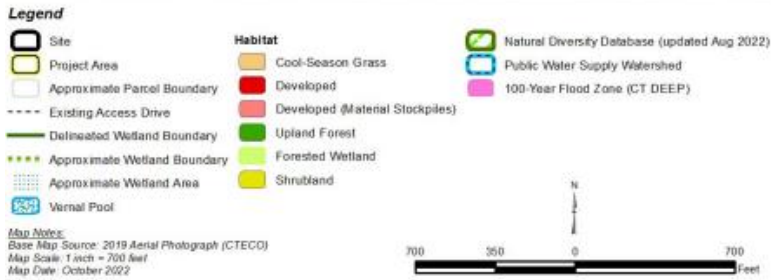 Legend
Site
Project Area
Approximate Parcel Boundary
Existing Access Drive
Delineated Wetland Boundary
Approximate Wetland Boundary
Approximate Wetland Area
Vernal Pool
Habitat
Cool-Season Grass
Developed
Developed (Material Stockpiles)
Upland Forest
Forested Wetland
Shrubland
Natural Diversity Database (updated Aug 2022)
Public Water Supply Watershed
100-Year Flood Zone (CT DEEP)
Map Notes:
Base Map Source: 2019 Aerial Photograph (CTECO)
Map Scale: 1 inch = 700 feet
Map Date: October 2022
N
700 350 0 700
Feet